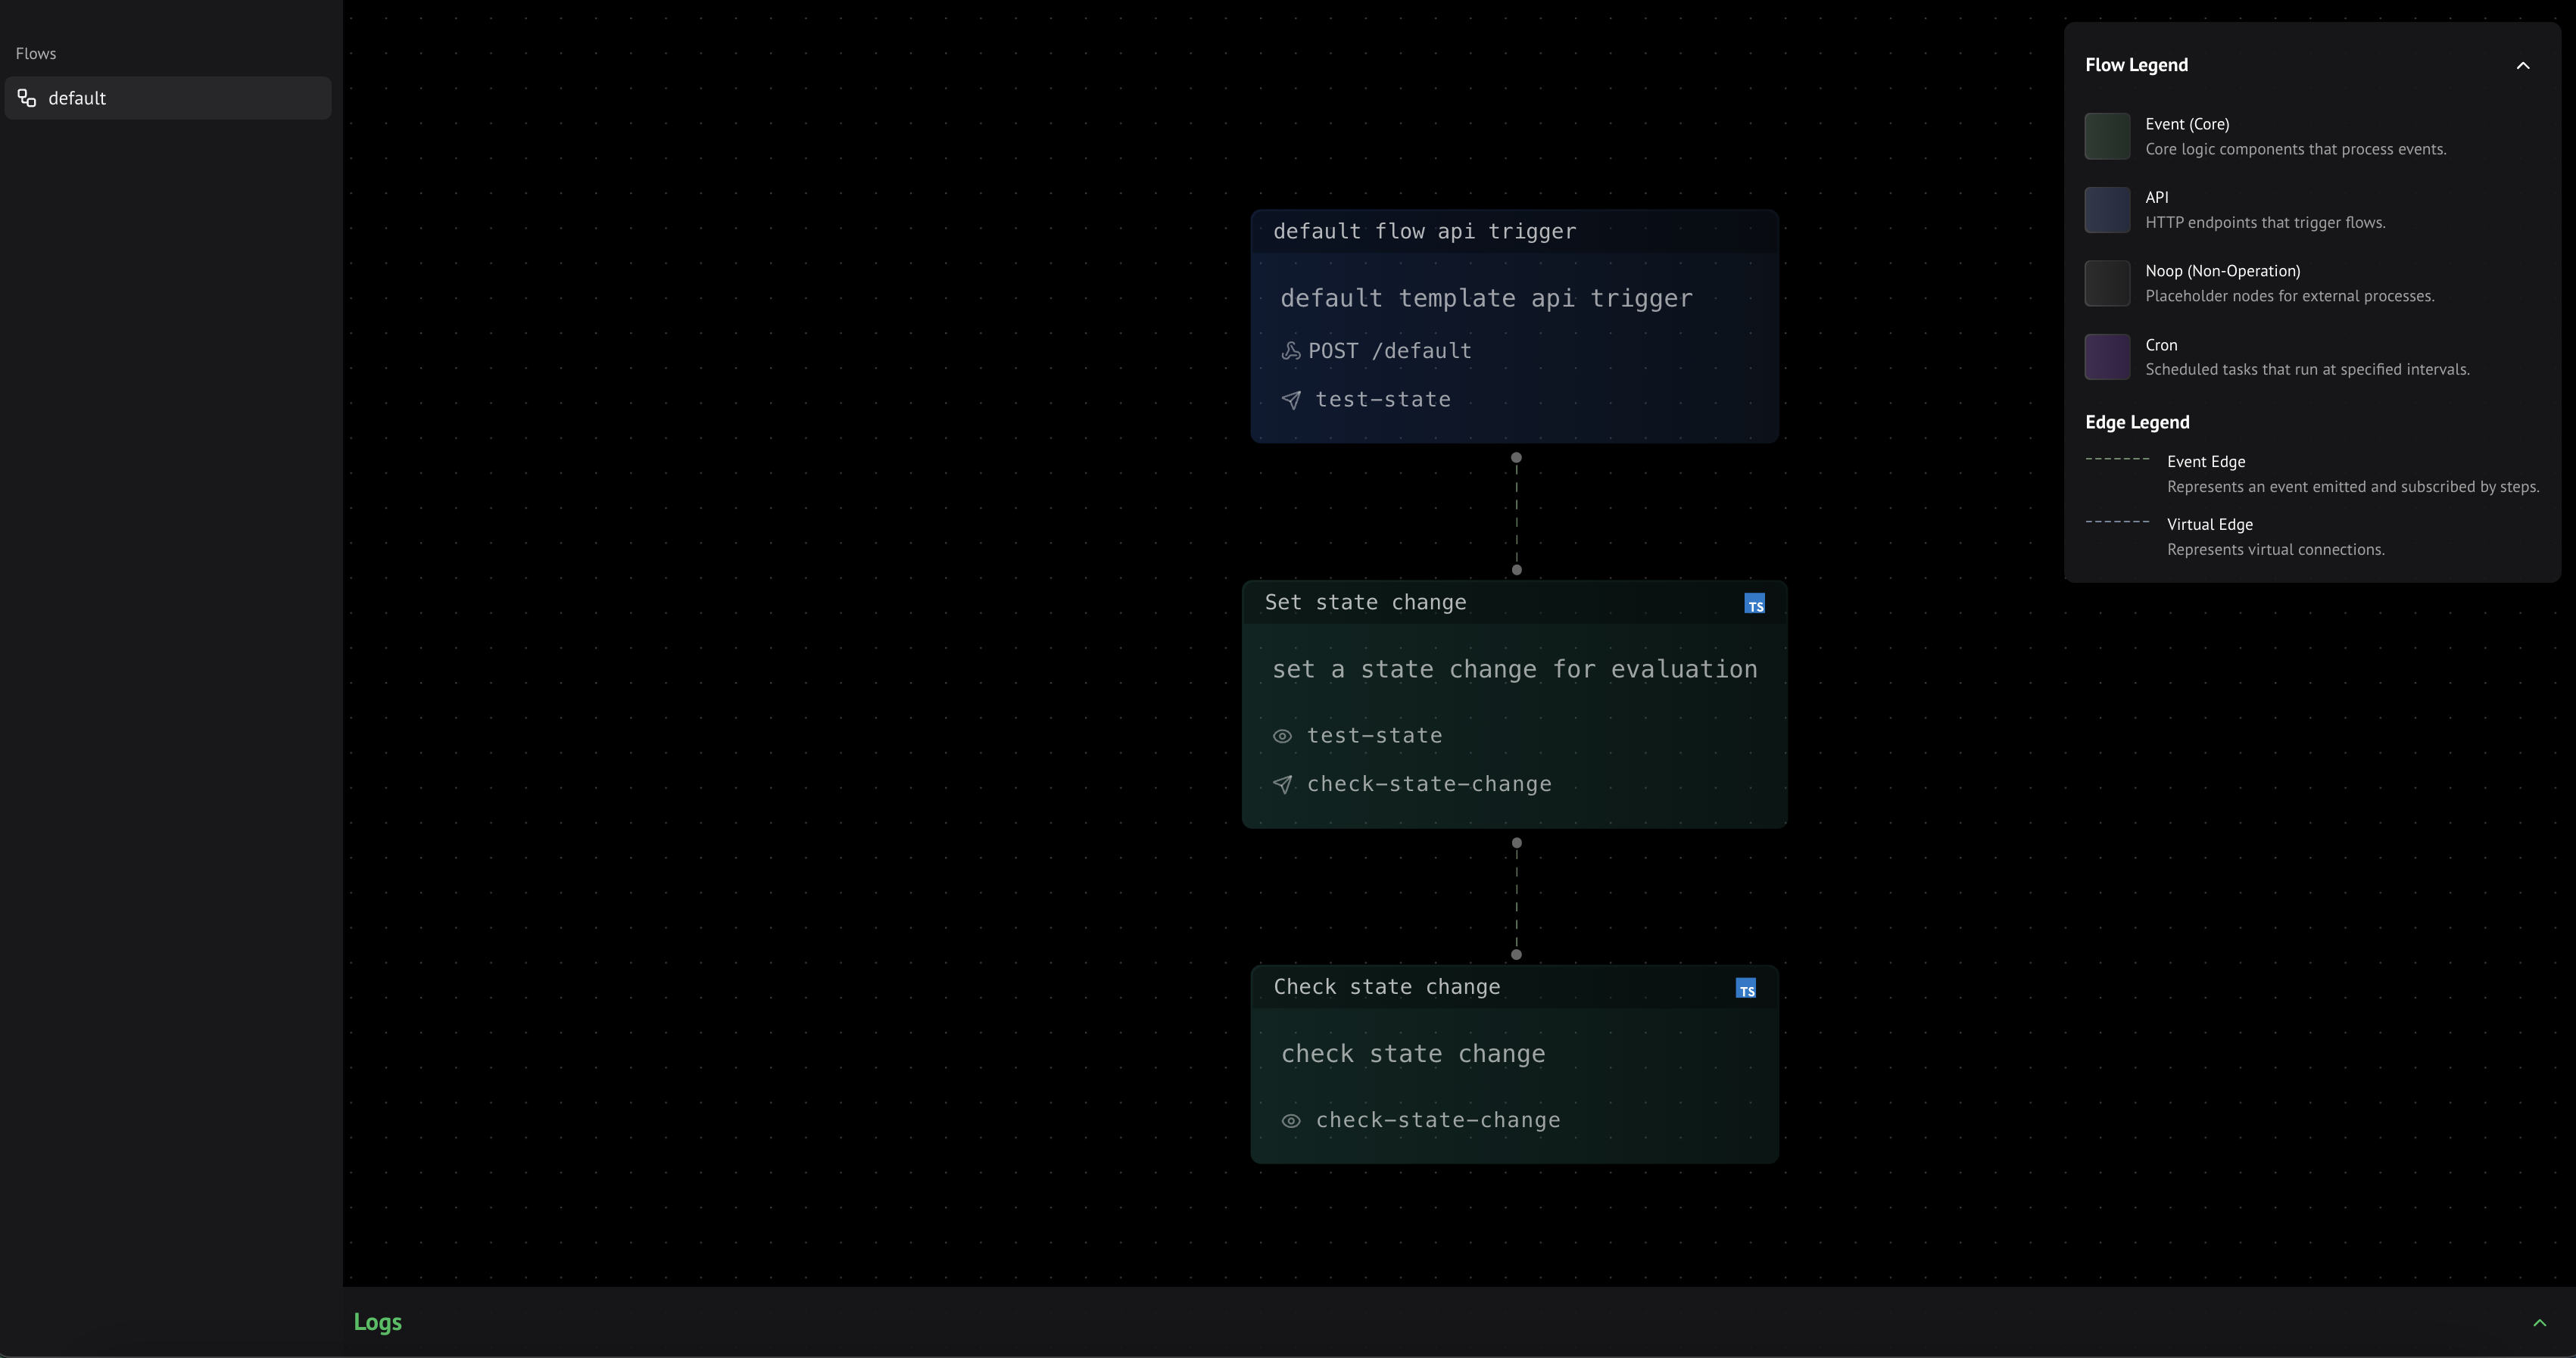 Flows
default
default flow api trigger
default template api trigger
POST /default
test-state
Set state change
TS
set a state change for evaluation
test-state
check-state-change
Check state change
TS
check state change
check-state-change
Flow Legend
Event (Core)
Core logic components that process events.
API
HTTP endpoints that trigger flows.
Noop (Non-Operation)
Placeholder nodes for external processes.
Cron
Scheduled tasks that run at specified intervals.
Edge Legend
Event Edge
Represents an event emitted and subscribed by steps.
Virtual Edge
Represents virtual connections.
Logs